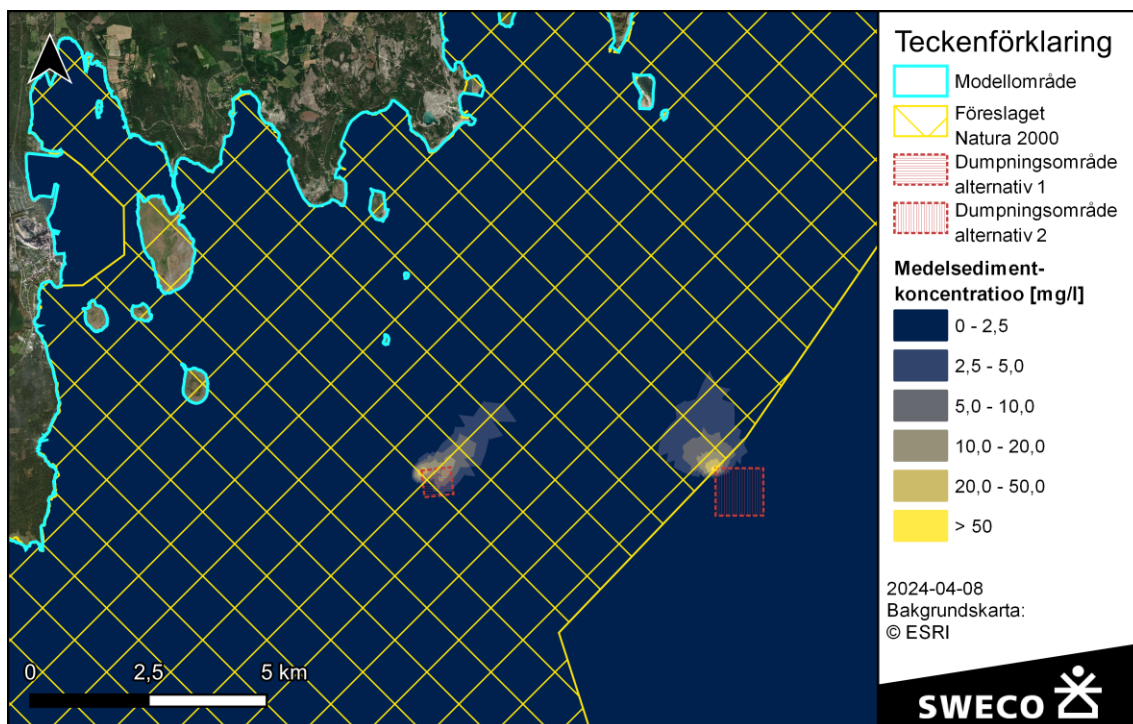 Teckenförklaring
Modellområde
Föreslaget
Natura 2000
Dumpningsområde
alternativ 1
Dumpningsområde
alternativ 2
Medelsediment-
koncentratioo [mg/l]
0 - 2,5
2,5 - 5,0
5,0 - 10,0
10,0 - 20,0
20,0 - 50,0
> 50
2024-04-08
Bakgrundskarta:
© ESRI
SWECO
0 2,5 5 km